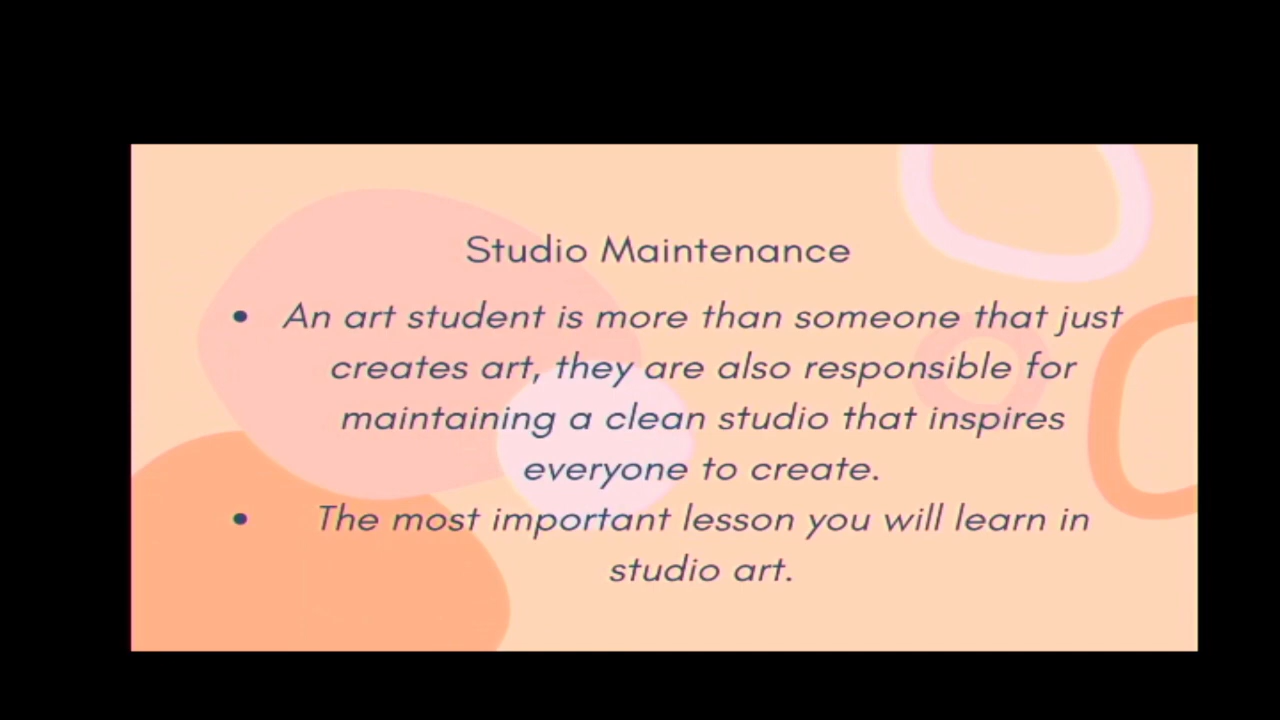 Studio Maintenance
• An art student is more than someone that just
creates art, they are also responsible for
maintaining a clean studio that inspires
everyone to create.
• The most important lesson you will learn in
studio art.